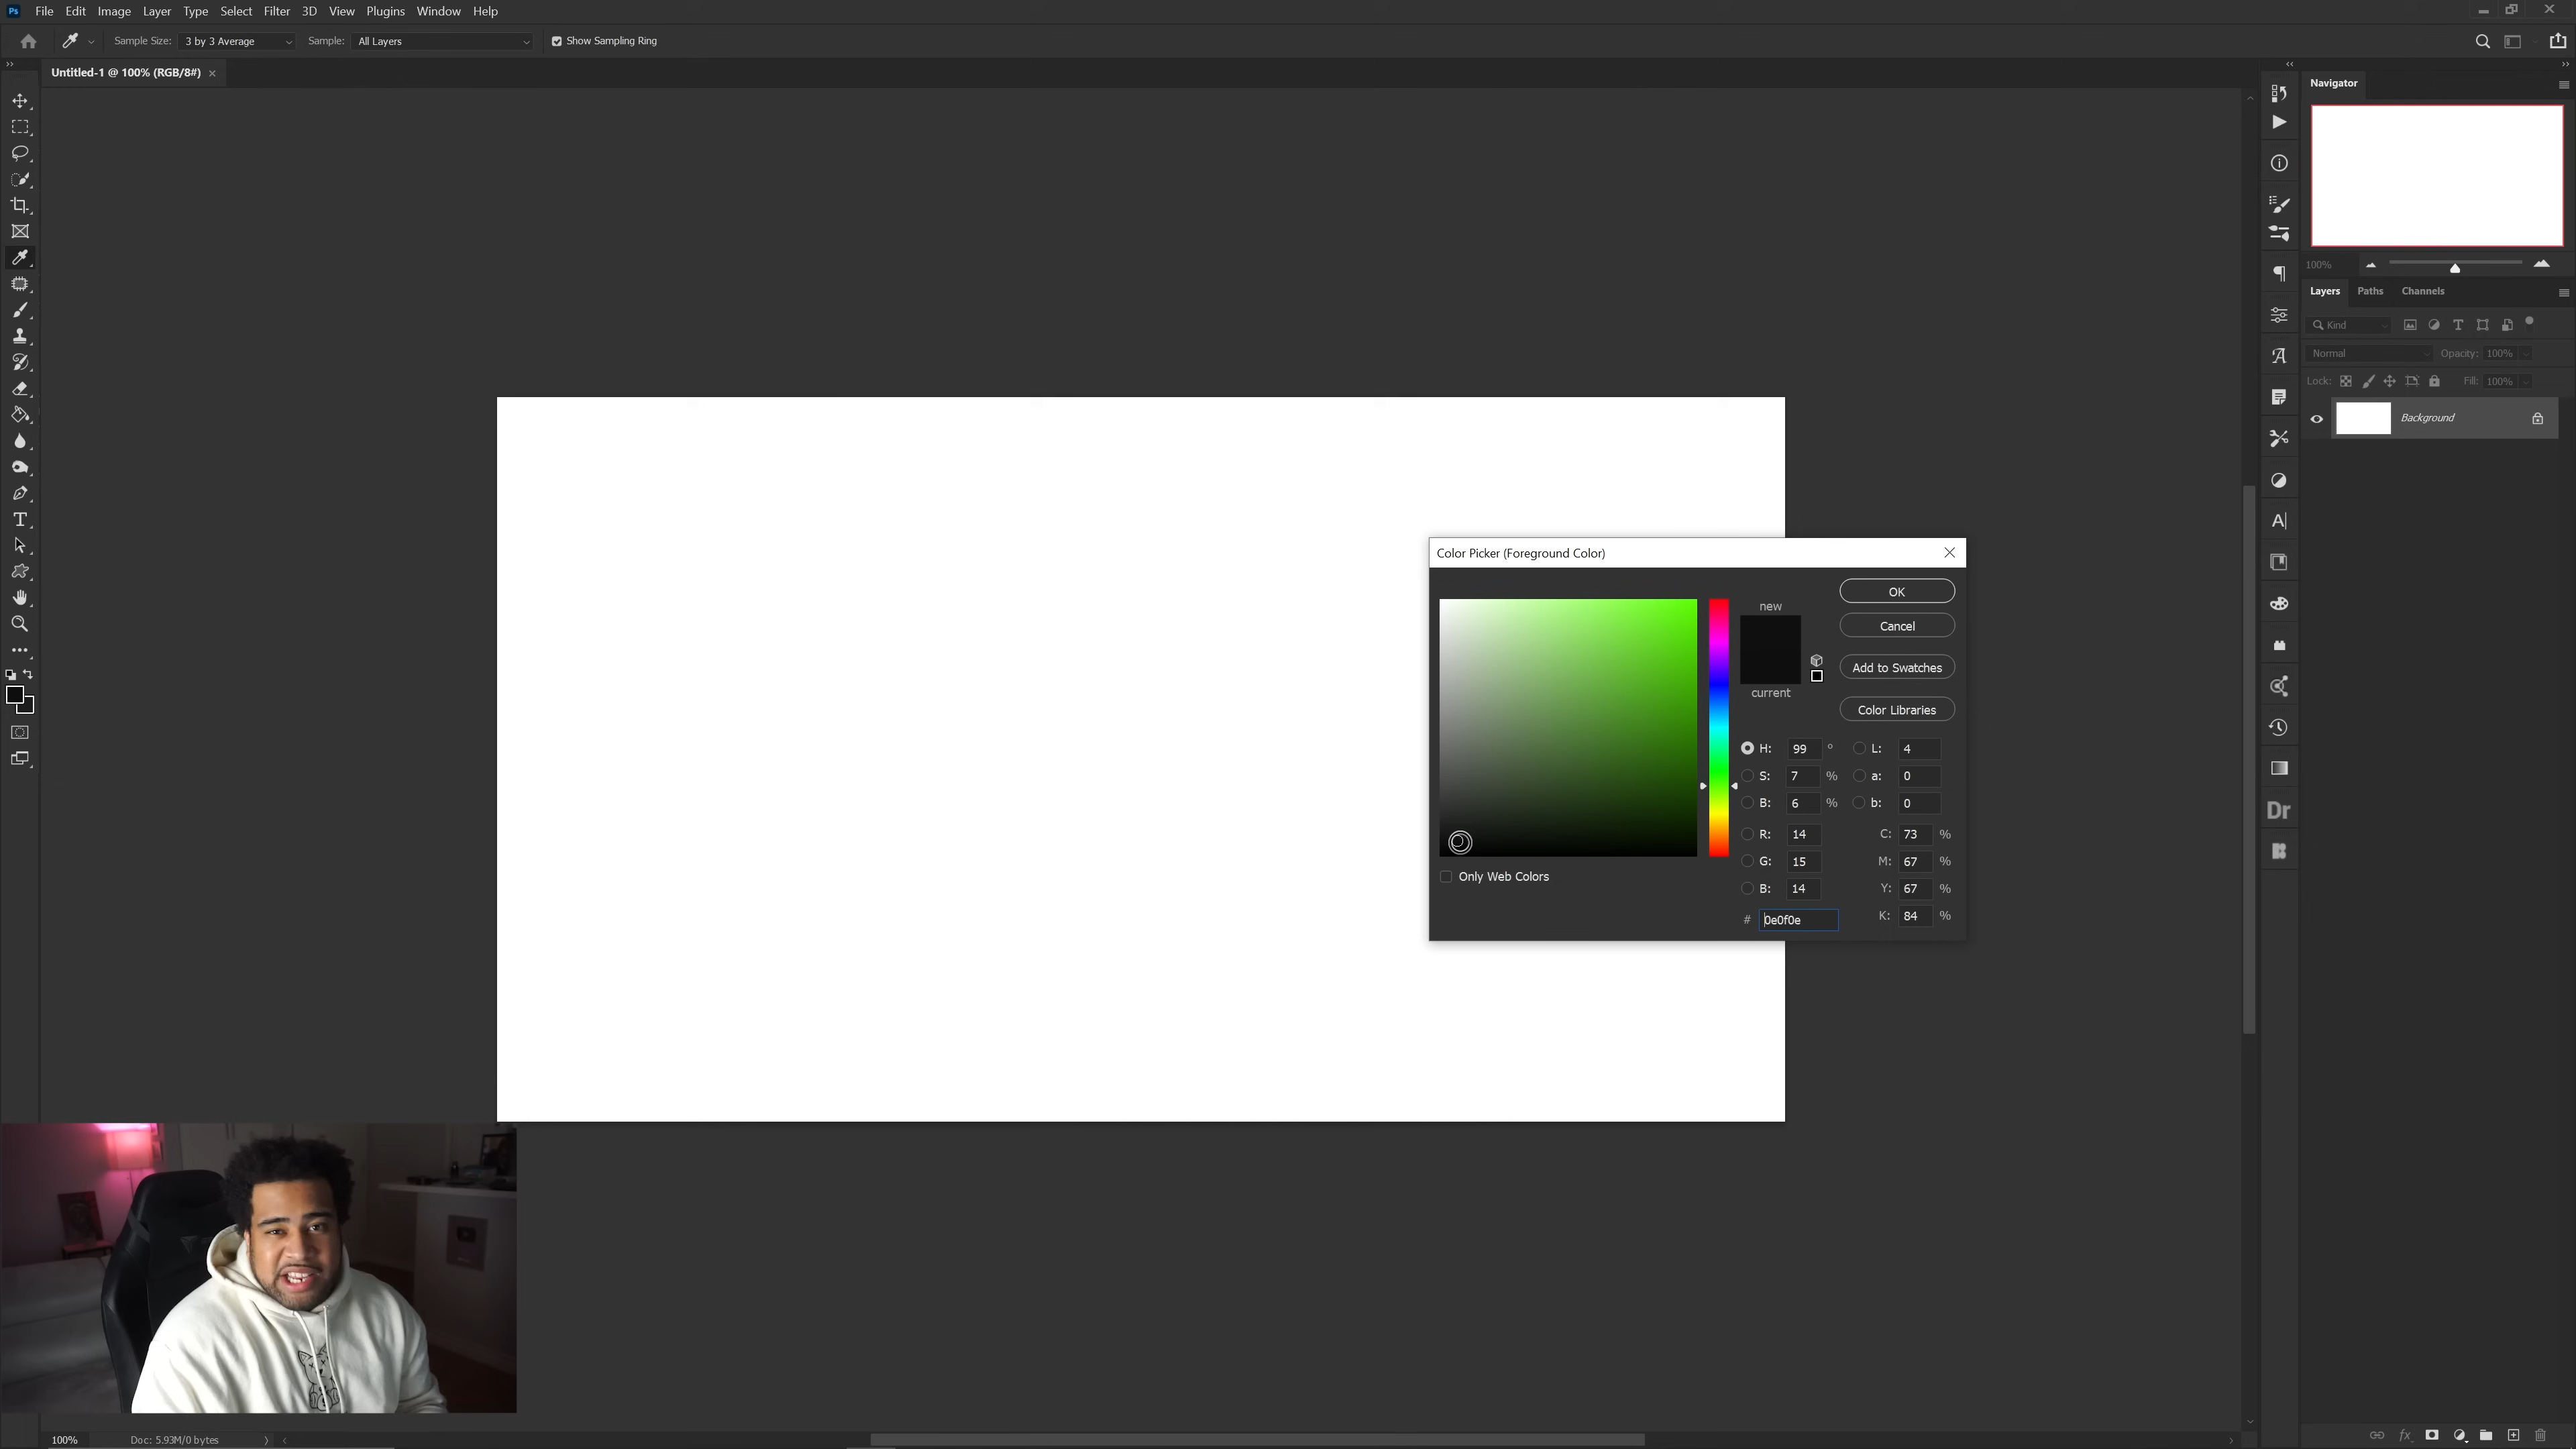 Ps File Edit Image Layer Type Select Filter 3D View Plugins Window Help
Sample Size: 3 by 3 Average Sample: All Layers Show Sampling Ring
Untitled-1 @ 100% (RGB/8#)
Navigator
100%
Layers Paths Channels
Kind
Normal Opacity: 100%
Lock: Fill: 100%
Background
Color Picker (Foreground Color)
new
current
OK
Cancel
Add to Swatches
Color Libraries
H: 99 ° L: 4
S: 7 % a: 0
B: 6 % b: 0
R: 14 C: 73 %
G: 15 M: 67 %
B: 14 Y: 67 %
# 0e0f0e K: 84 %
Only Web Colors
Dr
100% Doc: 5.93M/0 bytes
fx